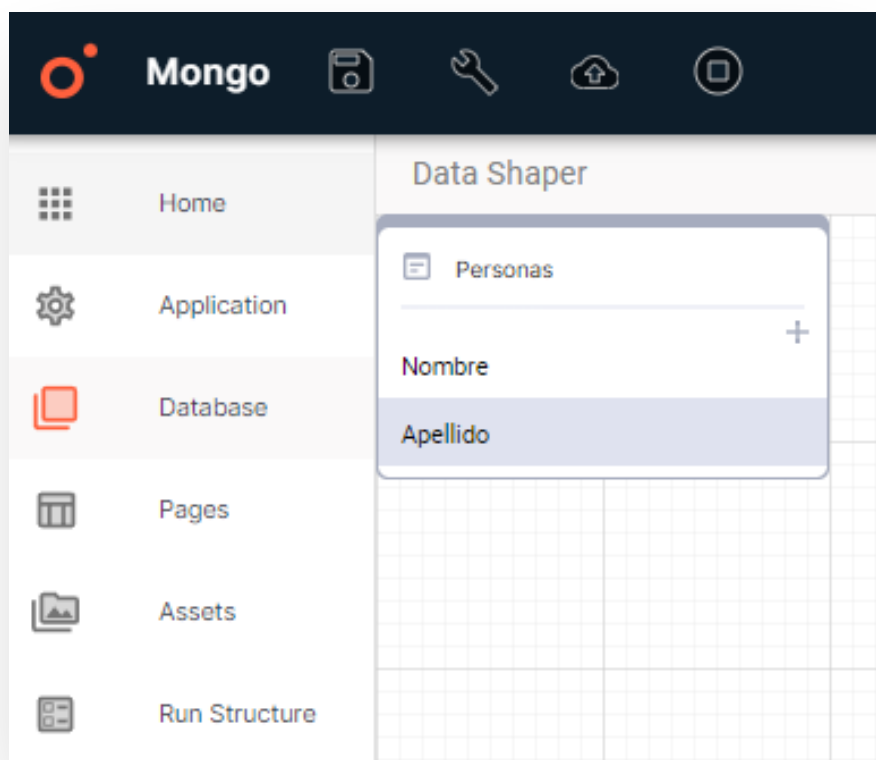 Mongo
Home
Application
Database
Pages
Assets
Run Structure
Data Shaper
Personas
Nombre
Apellido